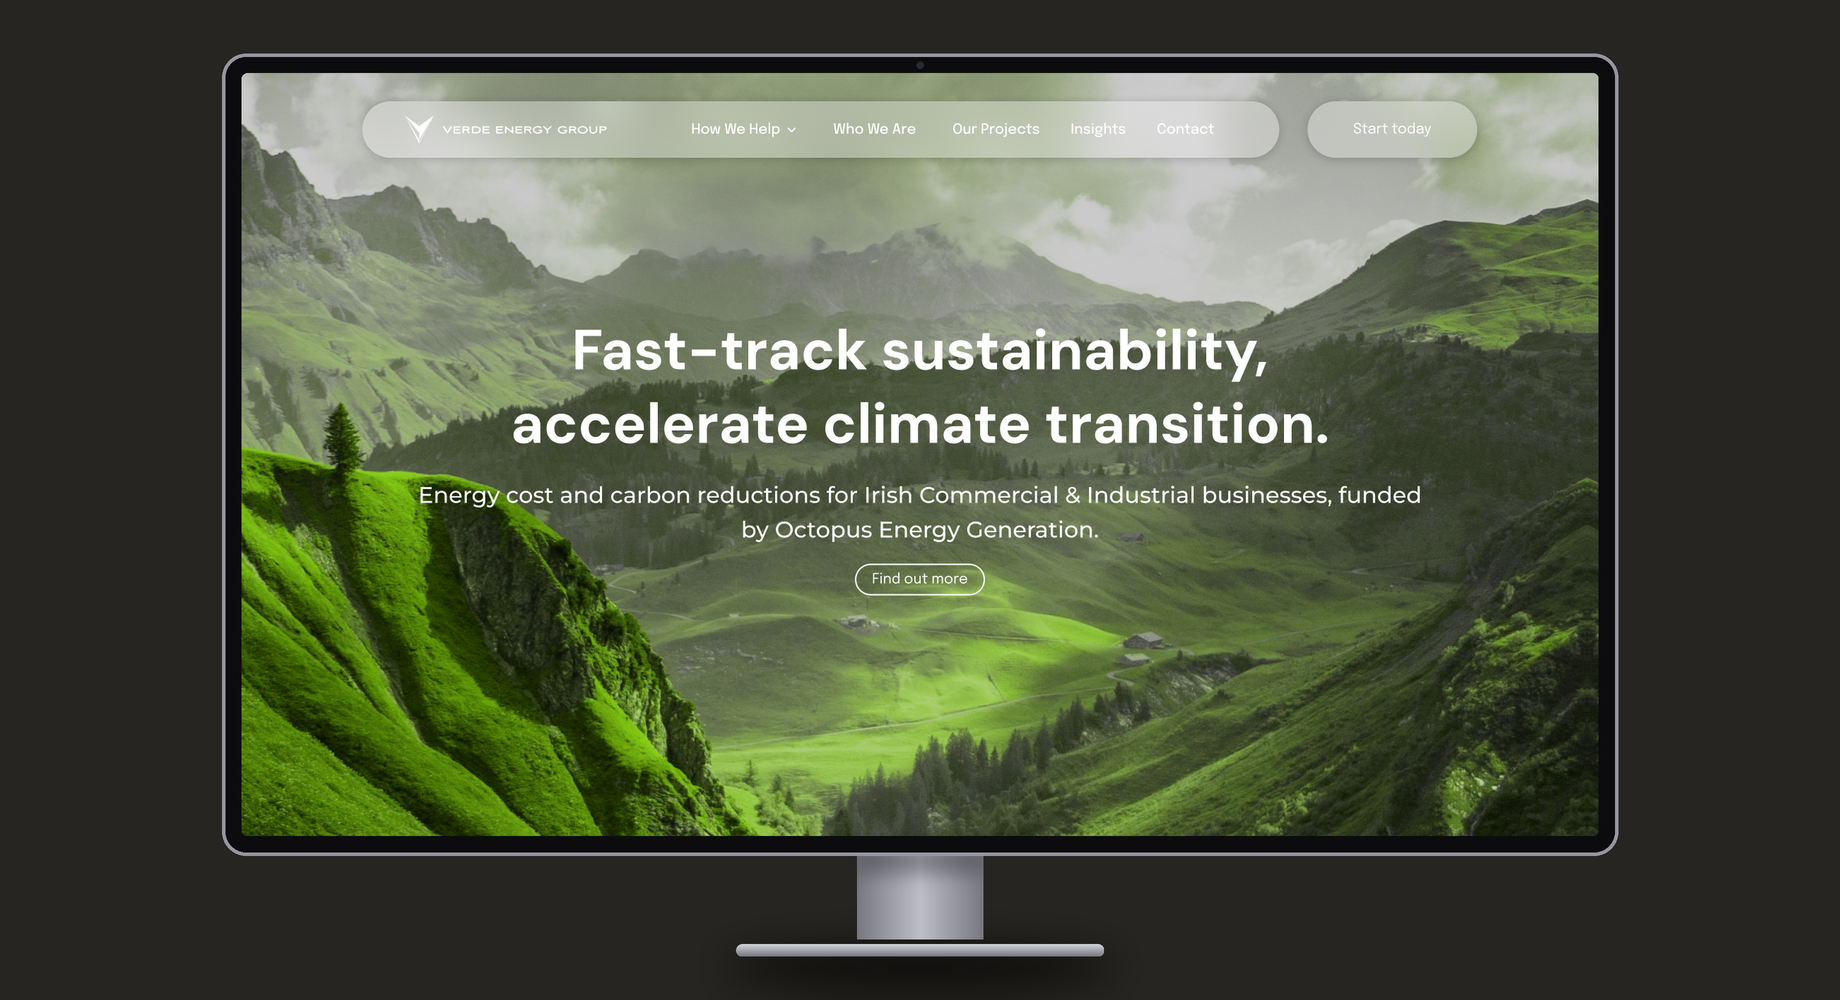 VERDE ENERGY GROUP
How We Help
Who We Are
Our Projects
Insights
Contact
Start today
Fast-track sustainability,
accelerate climate transition.
Energy cost and carbon reductions for Irish Commercial & Industrial businesses, funded
by Octopus Energy Generation.
Find out more